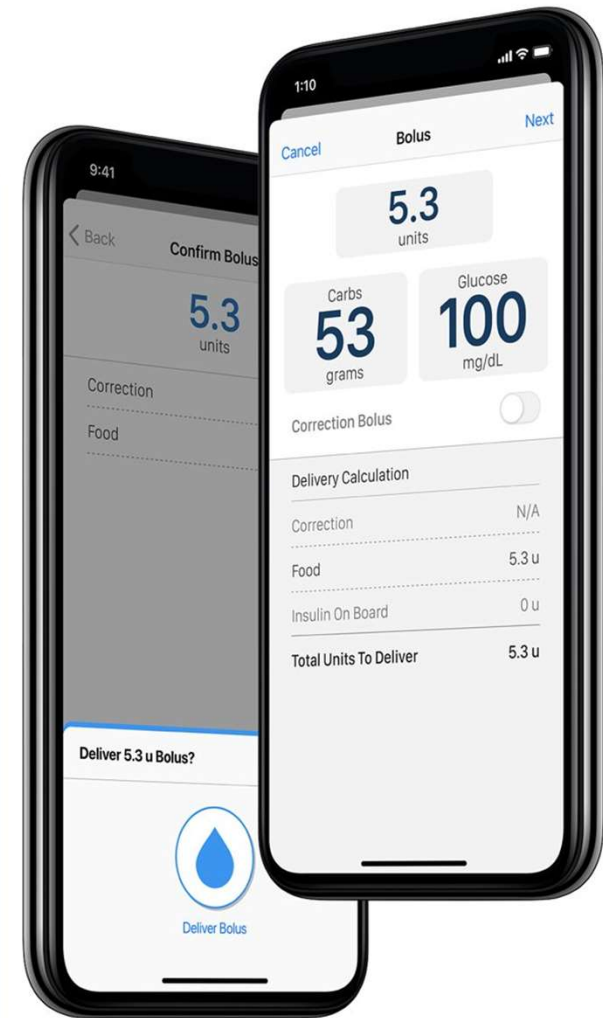 9:41
Back
Confirm Bolus
5.3
units
Correction
Food
Deliver 5.3 u Bolus?
Deliver Bolus
1:10
Cancel Bolus Next
5.3
units
Carbs
53
grams
Glucose
100
mg/dL
Correction Bolus
Delivery Calculation
Correction N/A
Food 5.3 u
Insulin On Board 0 u
Total Units To Deliver 5.3 u